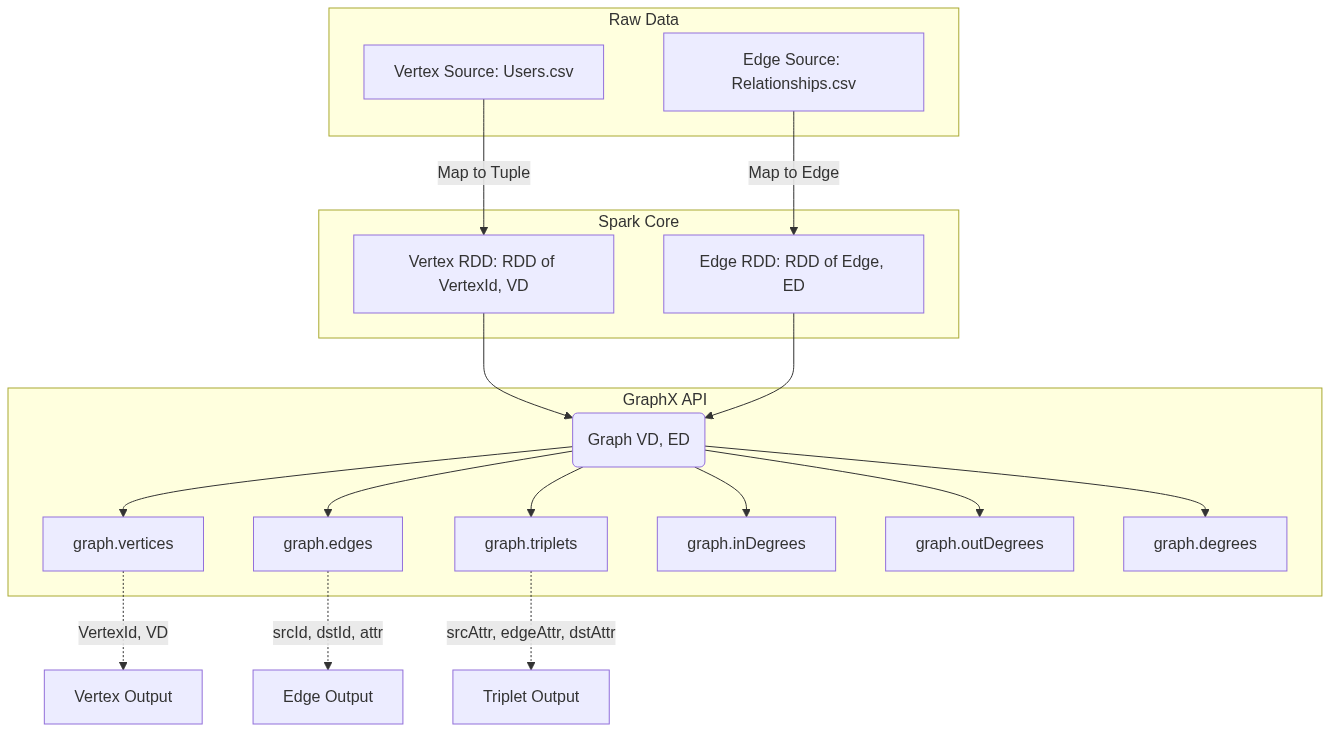 Raw Data
Vertex Source: Users.csv
Edge Source:
Relationships.csv
Map to Tuple
Map to Edge
Spark Core
Vertex RDD: RDD of
VertexId, VD
Edge RDD: RDD of Edge,
ED
GraphX API
Graph VD, ED
graph.vertices
graph.edges
graph.triplets
graph.inDegrees
graph.outDegrees
graph.degrees
VertexId, VD
srcId, dstId, attr
srcAttr, edgeAttr, dstAttr
Vertex Output
Edge Output
Triplet Output